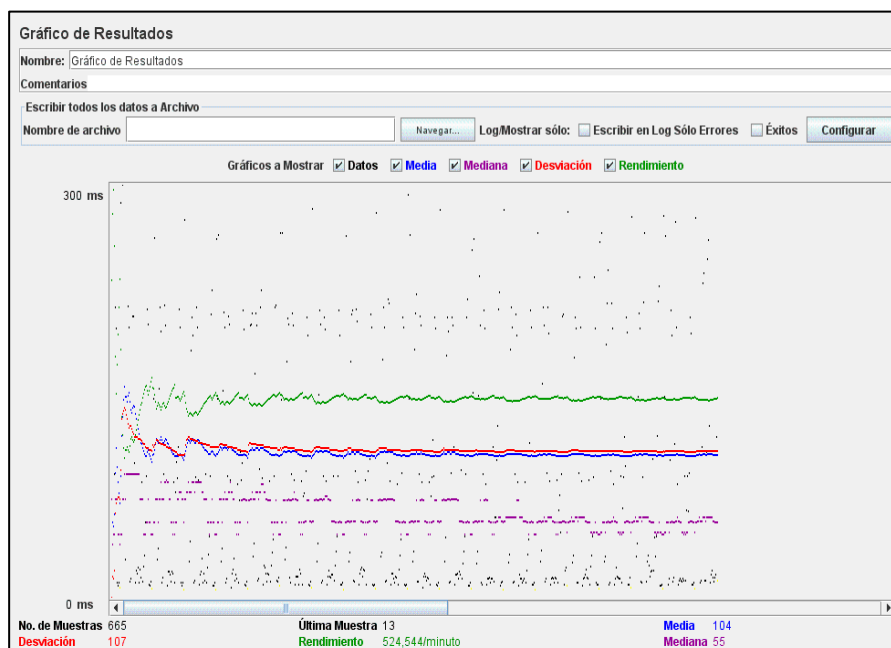 Gráfico de Resultados
Nombre: Gráfico de Resultados
Comentarios
Escribir todos los datos a Archivo
Nombre de archivo Navegar... Log/Mostrar sólo: Escribir en Log Sólo Errores Éxitos Configurar
Gráficos a Mostrar Datos Media Mediana Desviación Rendimiento
300 ms
0 ms
No. de Muestras 665 Última Muestra 13 Media 104
Desviación 107 Rendimiento 524,544/minuto Mediana 55